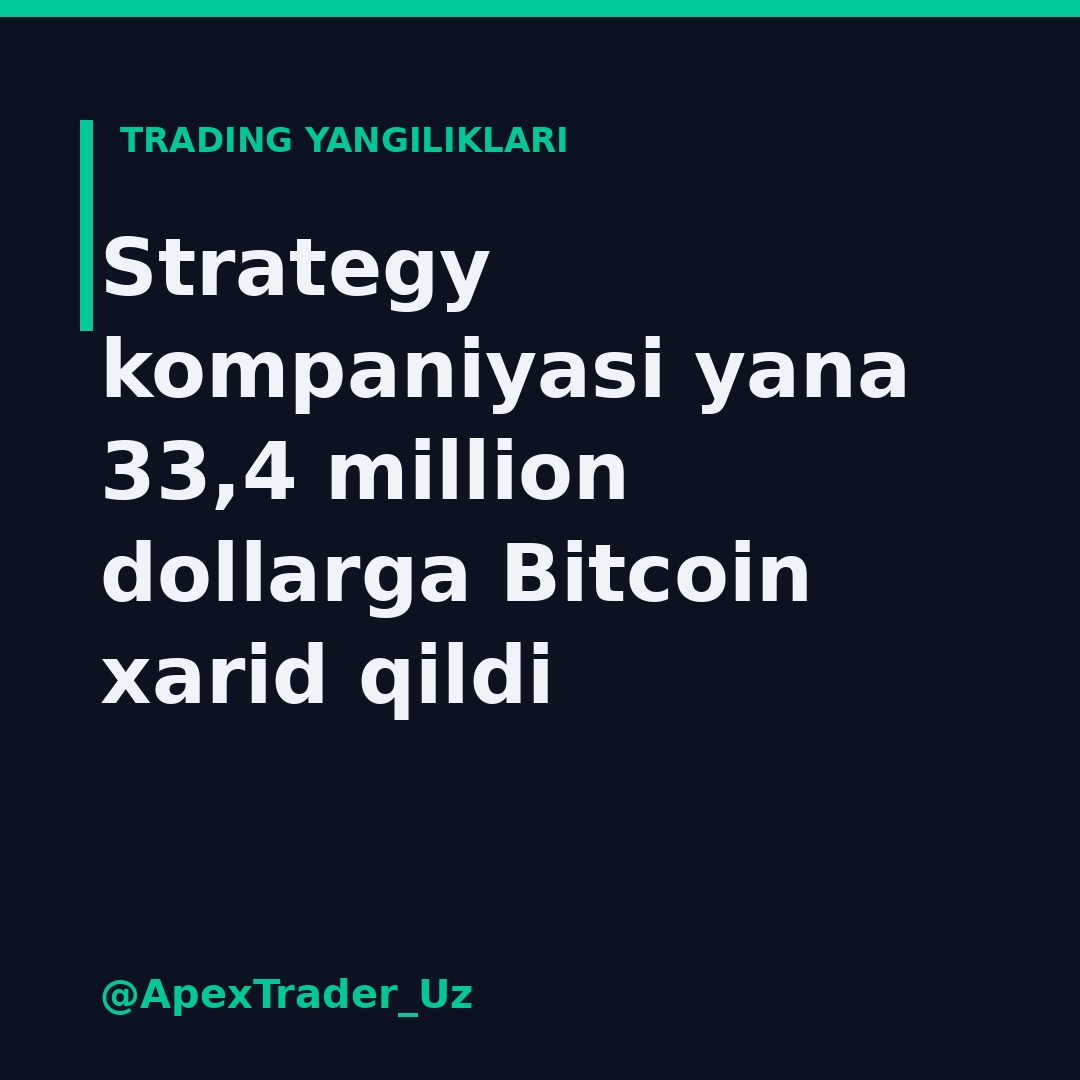 TRADING YANGILIKLARI
Strategy
kompaniyasi yana
33,4 million
dollarga Bitcoin
xarid qildi
@ApexTrader_Uz